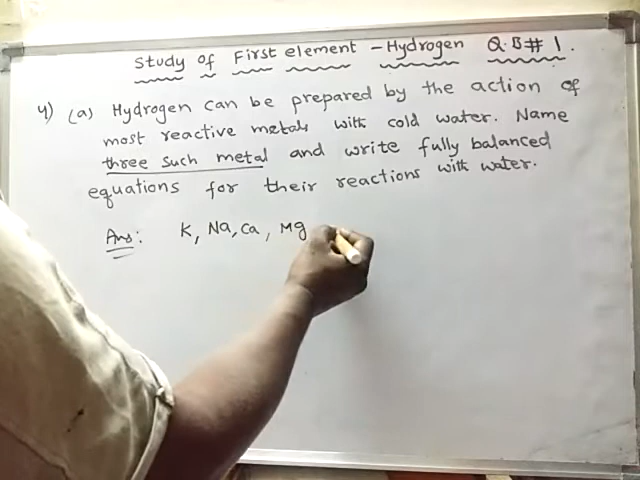 Study of First element - Hydrogen Q.B# 1.
4) (a) Hydrogen can be prepared by the action of
most reactive metals with cold water. Name
three such metal and write fully balanced
equations for their reactions with water.
Ans: K, Na, Ca, Mg